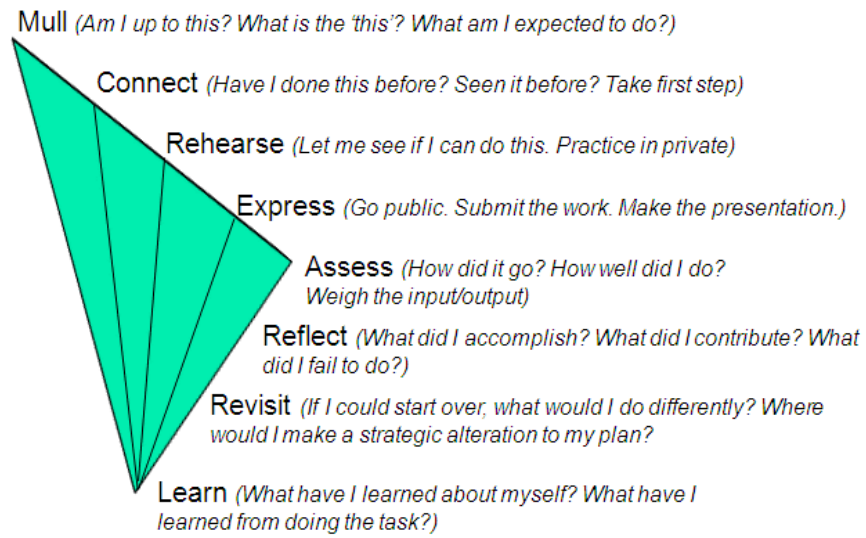 Mull (Am I up to this? What is the ‘this’? What am I expected to do?)
Connect (Have I done this before? Seen it before? Take first step)
Rehearse (Let me see if I can do this. Practice in private)
Express (Go public. Submit the work. Make the presentation.)
Assess (How did it go? How well did I do?
Weigh the input/output)
Reflect (What did I accomplish? What did I contribute? What
did I fail to do?)
Revisit (If I could start over, what would I do differently? Where
would I make a strategic alteration to my plan?
Learn (What have I learned about myself? What have I
learned from doing the task?)